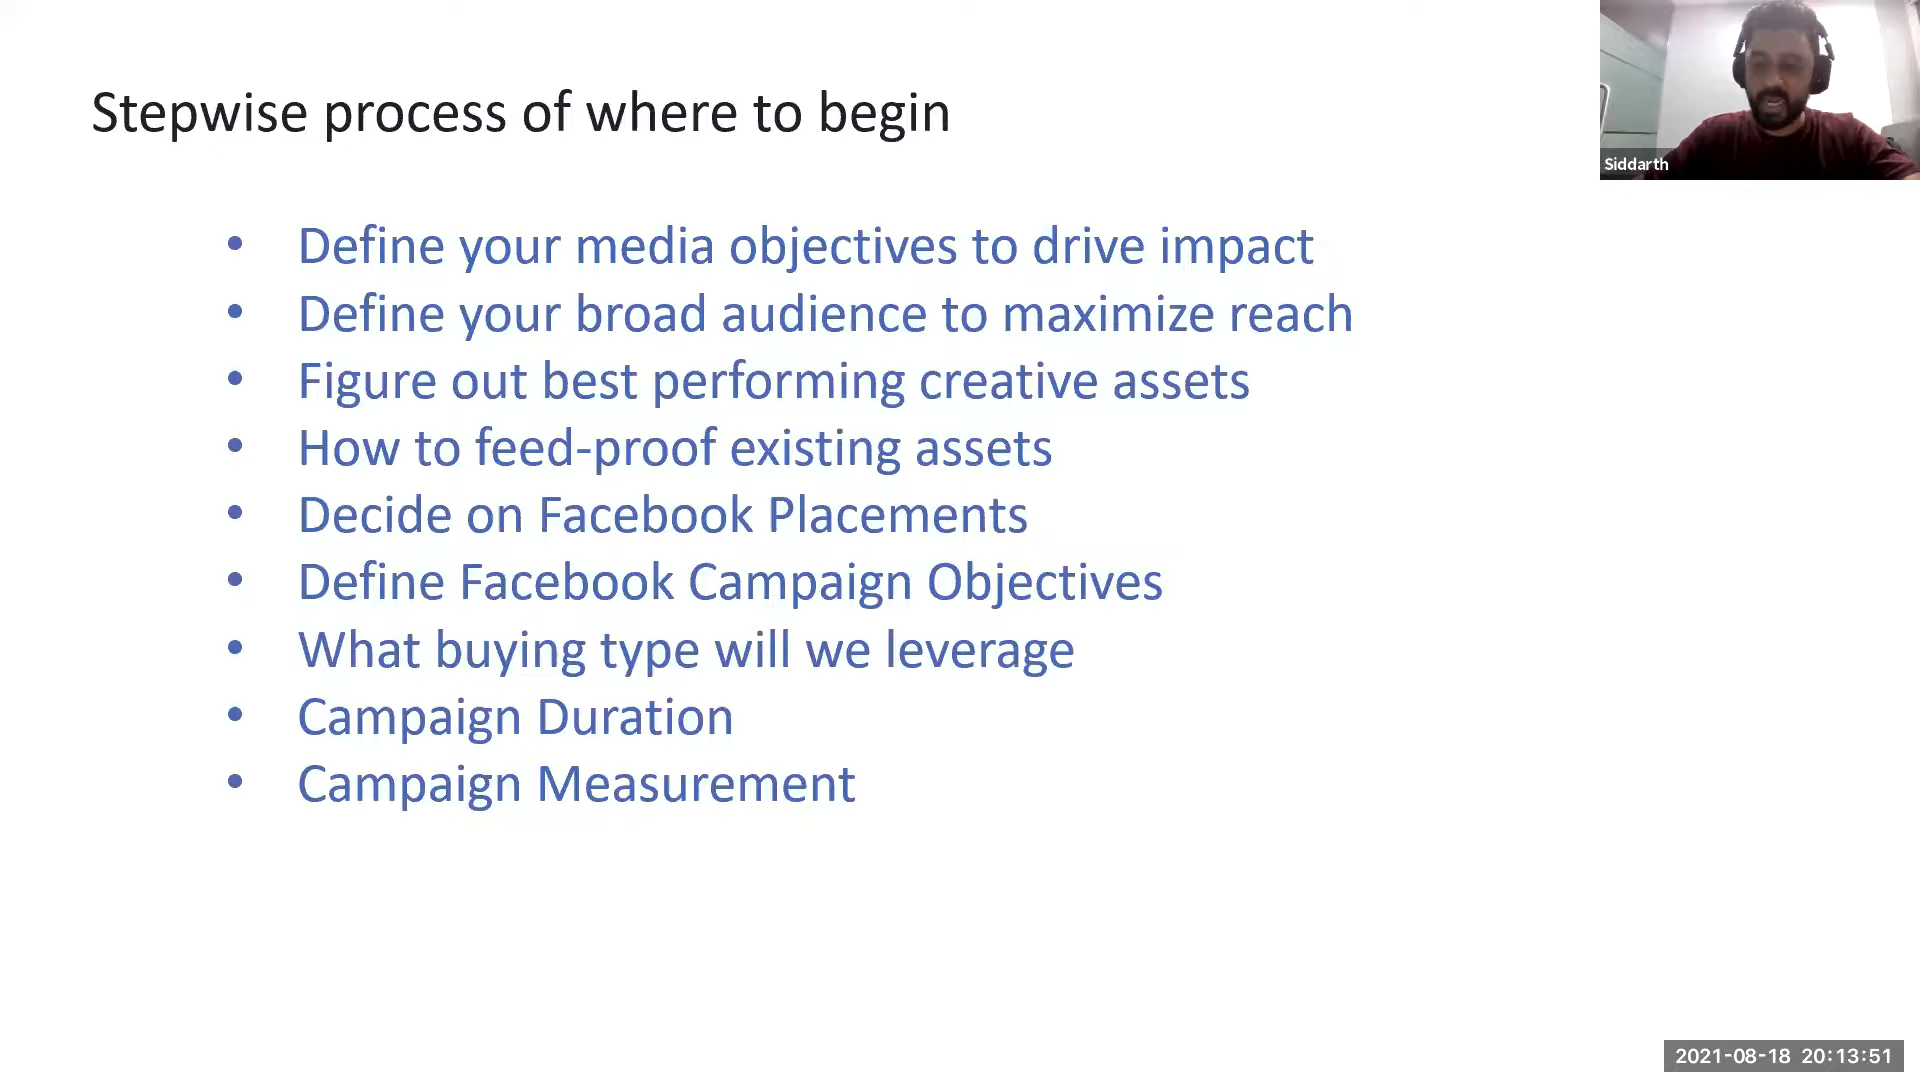 Stepwise process of where to begin
Siddarth
• Define your media objectives to drive impact
• Define your broad audience to maximize reach
• Figure out best performing creative assets
• How to feed-proof existing assets
• Decide on Facebook Placements
• Define Facebook Campaign Objectives
• What buying type will we leverage
• Campaign Duration
• Campaign Measurement
2021-08-18 20:13:51